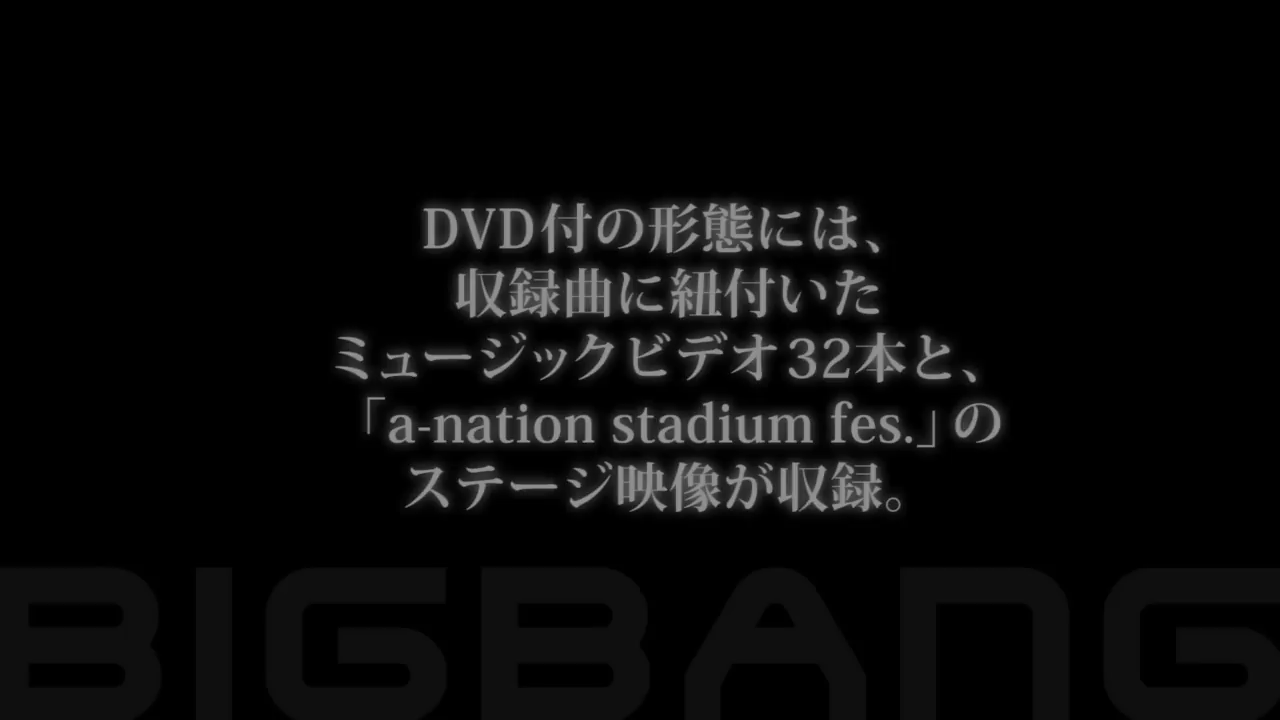 DVD付の形態には、
収録曲に紐付いた
ミュージックビデオ32本と、
「a-nation stadium fes.」の
ステージ映像が収録。
BIGBANG